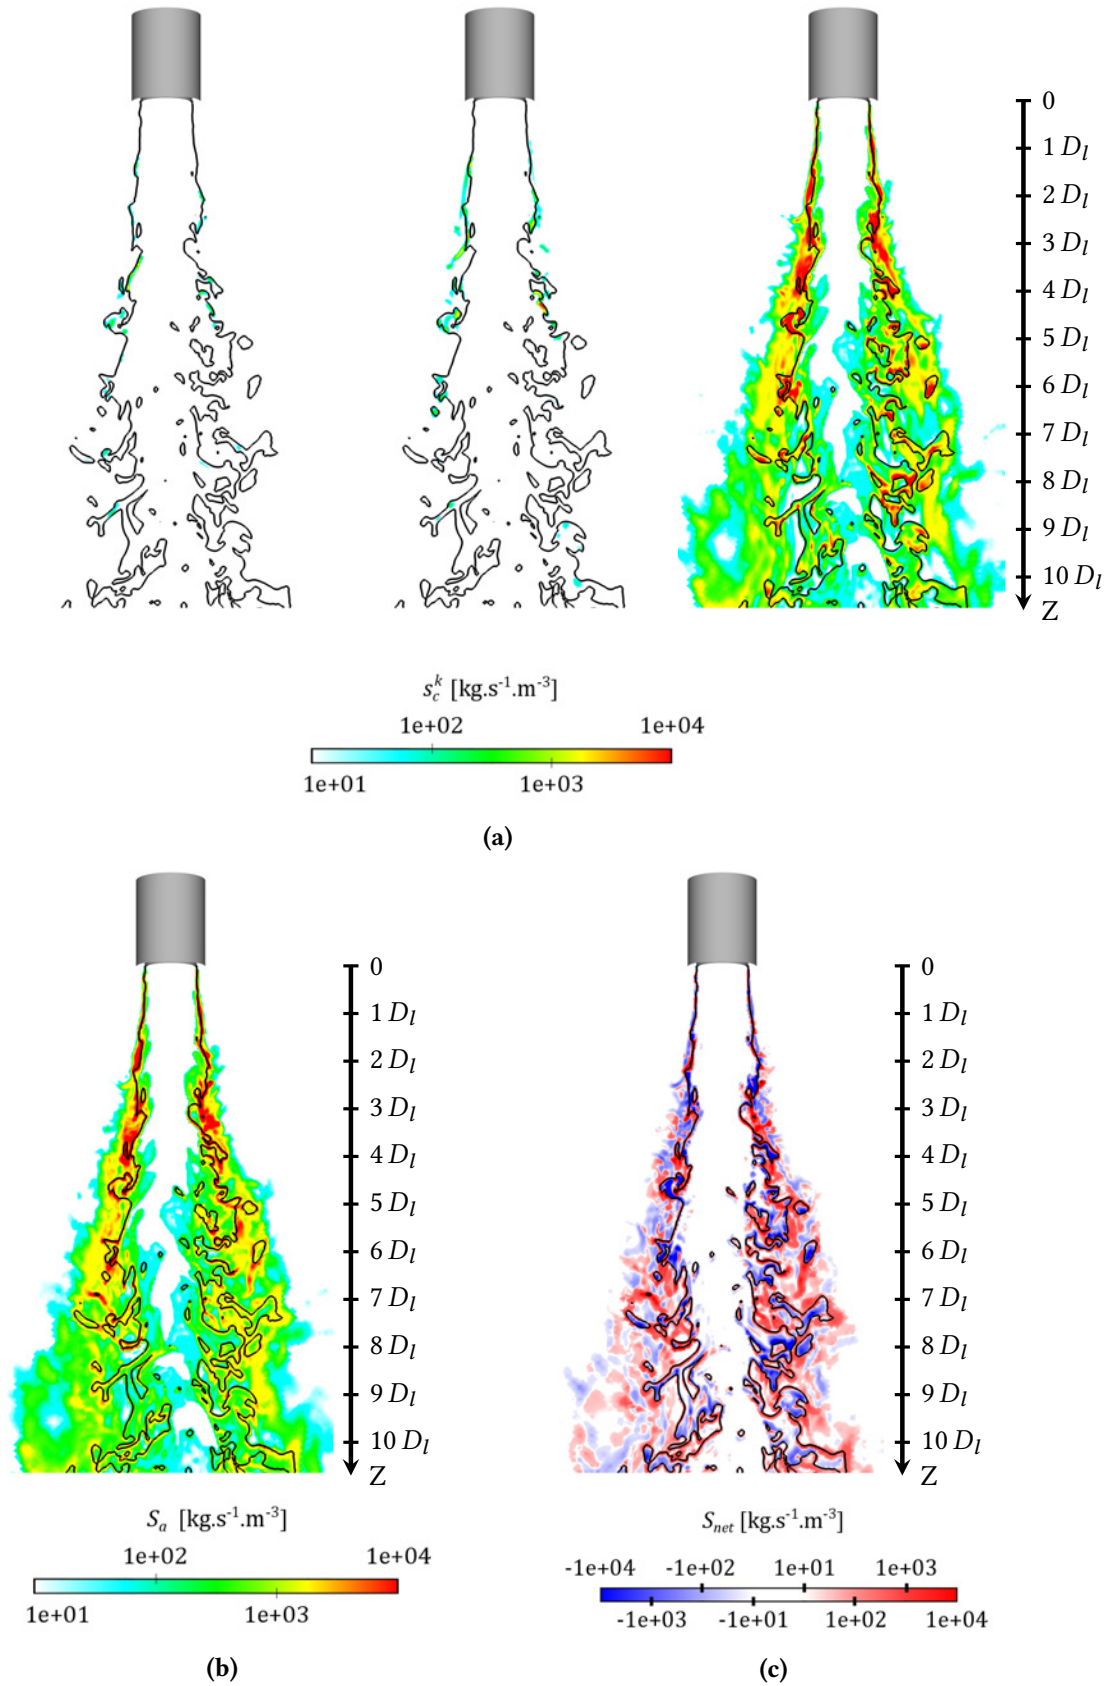 0
1 D_l
2 D_l
3 D_l
4 D_l
5 D_l
6 D_l
7 D_l
8 D_l
9 D_l
10 D_l
Z
s_c^k [kg.s⁻¹.m⁻³]
1e+02 1e+04
1e+01 1e+03
(a)
0 0
1 D_l 1 D_l
2 D_l 2 D_l
3 D_l 3 D_l
4 D_l 4 D_l
5 D_l 5 D_l
6 D_l 6 D_l
7 D_l 7 D_l
8 D_l 8 D_l
9 D_l 9 D_l
10 D_l 10 D_l
Z Z
S_a [kg.s⁻¹.m⁻³]
1e+02 1e+04
1e+01 1e+03
(b)
S_net [kg.s⁻¹.m⁻³]
-1e+04 -1e+02 1e+01 1e+03
-1e+03 -1e+01 1e+02 1e+04
(c)